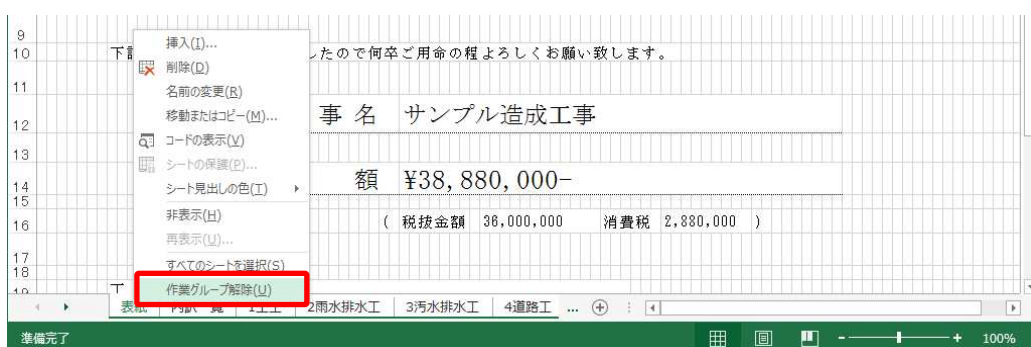 9
挿入(I)...
10 下 したので何卒ご用命の程よろしくお願い致します。
削除(D)
11
名前の変更(R)
移動またはコピー(M)...
12 事名 サンプル造成工事
コードの表示(V)
13
シートの保護(P)...
14 額 ¥38,880,000-
シート見出しの色(T)
15
非表示(H)
16 ( 税抜金額 36,000,000 消費税 2,880,000 )
再表示(U)...
17
すべてのシートを選択(S)
18
作業グループ解除(U)
表紙 内訳一覧 1土工 2雨水排水工 3汚水排水工 4道路工 ...
準備完了 100%